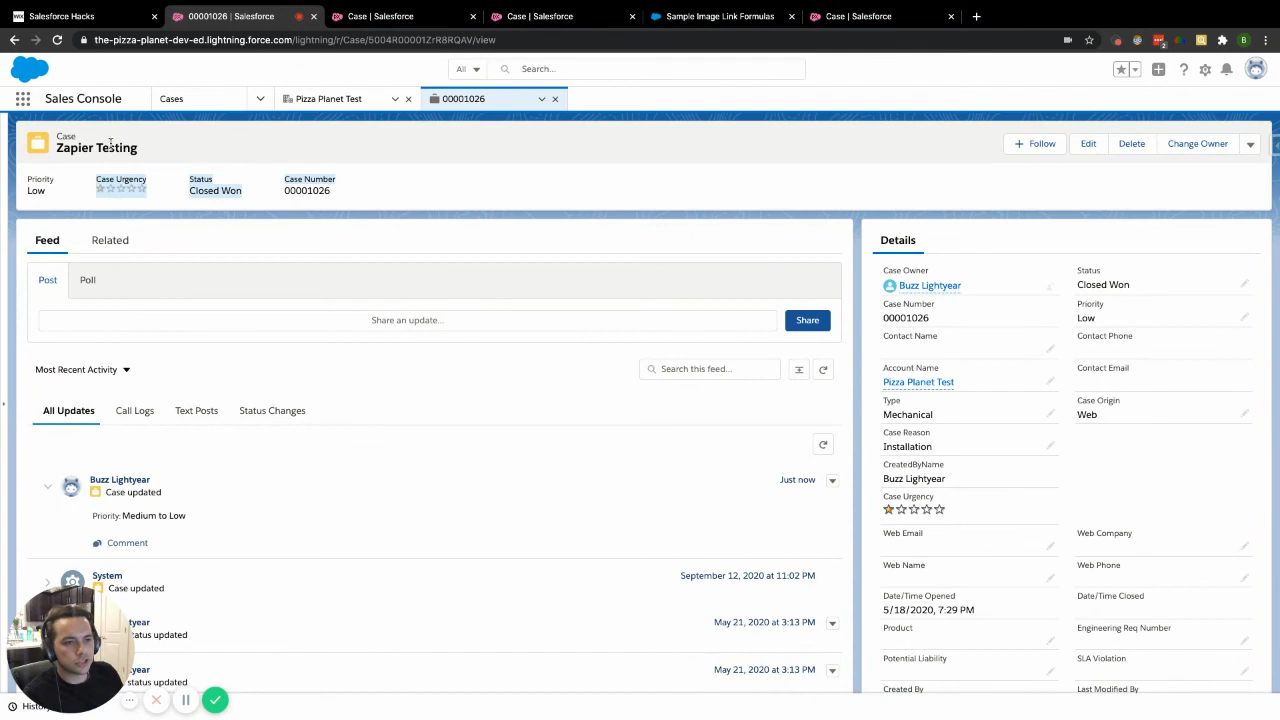 WIX Salesforce Hacks
00001026 | Salesforce
Case | Salesforce
Case | Salesforce
Sample Image Link Formulas
Case | Salesforce
the-pizza-planet-dev-ed.lightning.force.com/lightning/r/Case/5004R00001ZrR8RQAV/view
B
2
All
Search...
Sales Console
Cases
Pizza Planet Test
00001026
Case
Zapier Testing
Follow
Edit
Delete
Change Owner
Priority
Case Urgency
Status
Case Number
Low
Closed Won
00001026
Feed
Related
Post
Poll
Share an update...
Share
Most Recent Activity
Search this feed...
All Updates
Call Logs
Text Posts
Status Changes
Buzz Lightyear
Just now
Case updated
Priority: Medium to Low
Comment
System
September 12, 2020 at 11:02 PM
Case updated
tyear
May 21, 2020 at 3:13 PM
status updated
tyear
May 21, 2020 at 3:13 PM
status updated
Details
Case Owner
Buzz Lightyear
Status
Closed Won
Case Number
00001026
Priority
Low
Contact Name
Contact Phone
Account Name
Pizza Planet Test
Contact Email
Type
Mechanical
Case Origin
Web
Case Reason
Installation
CreatedByName
Buzz Lightyear
Case Urgency
Web Email
Web Company
Web Name
Web Phone
Date/Time Opened
5/18/2020, 7:29 PM
Date/Time Closed
Product
Engineering Req Number
Potential Liability
SLA Violation
Created By
Last Modified By
Histor